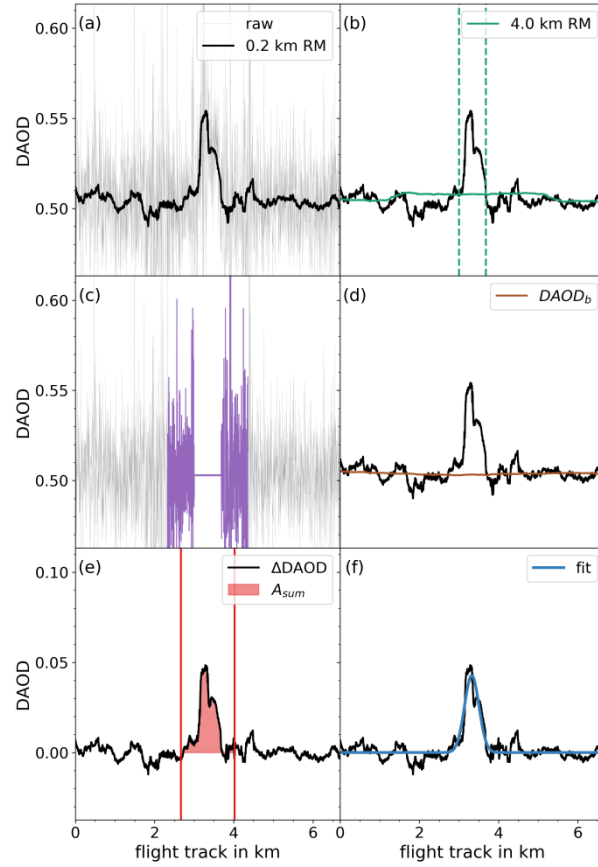 (a)
raw
0.2 km RM
(b)
4.0 km RM
0.60
0.55
0.50
DAOD
(c)
(d)
DAOD_b
0.60
0.55
0.50
DAOD
(e)
ΔDAOD
A_sum
(f)
fit
0.10
0.05
0.00
DAOD
0 2 4 6
0 2 4 6
flight track in km
flight track in km